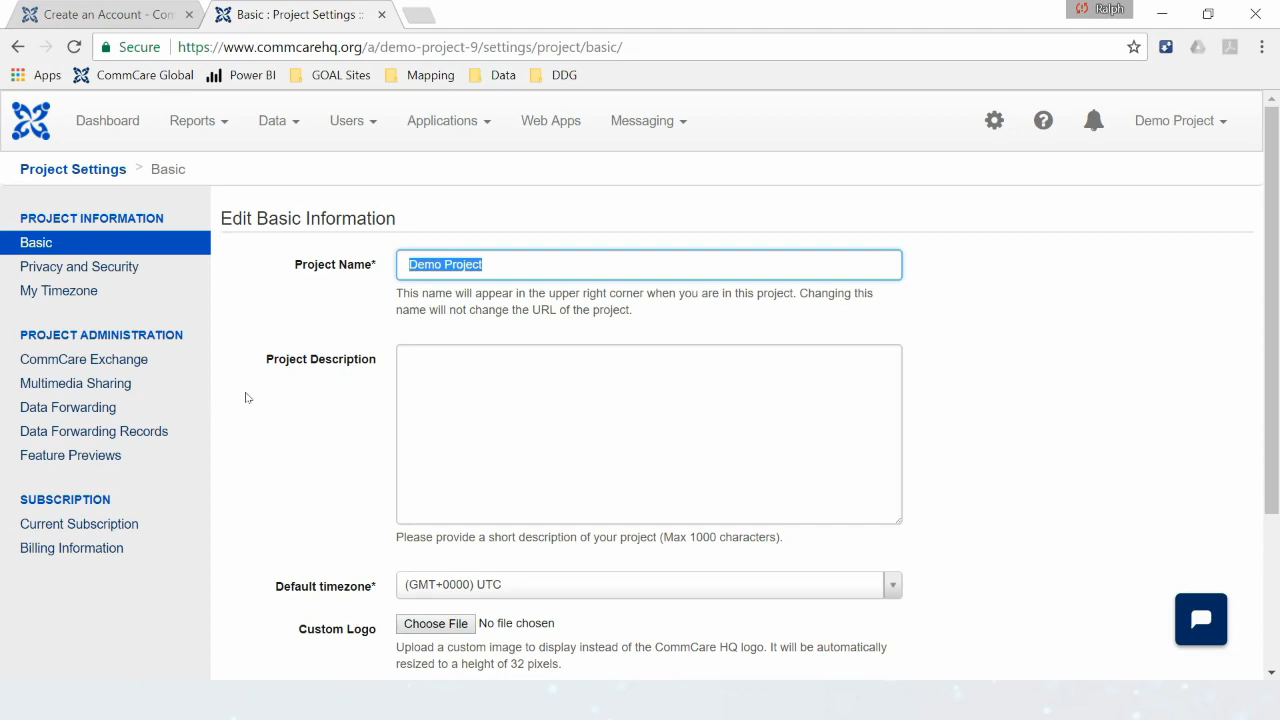 Create an Account - Com
Basic : Project Settings ::
Ralph
Secure https://www.commcarehq.org/a/demo-project-9/settings/project/basic/
Apps CommCare Global Power BI GOAL Sites Mapping Data DDG
Dashboard Reports Data Users Applications Web Apps Messaging Demo Project
Project Settings > Basic
PROJECT INFORMATION
Basic
Privacy and Security
My Timezone
PROJECT ADMINISTRATION
CommCare Exchange
Multimedia Sharing
Data Forwarding
Data Forwarding Records
Feature Previews
SUBSCRIPTION
Current Subscription
Billing Information
Edit Basic Information
Project Name* Demo Project
This name will appear in the upper right corner when you are in this project. Changing this
name will not change the URL of the project.
Project Description
Please provide a short description of your project (Max 1000 characters).
Default timezone* (GMT+0000) UTC
Custom Logo Choose File No file chosen
Upload a custom image to display instead of the CommCare HQ logo. It will be automatically
resized to a height of 32 pixels.